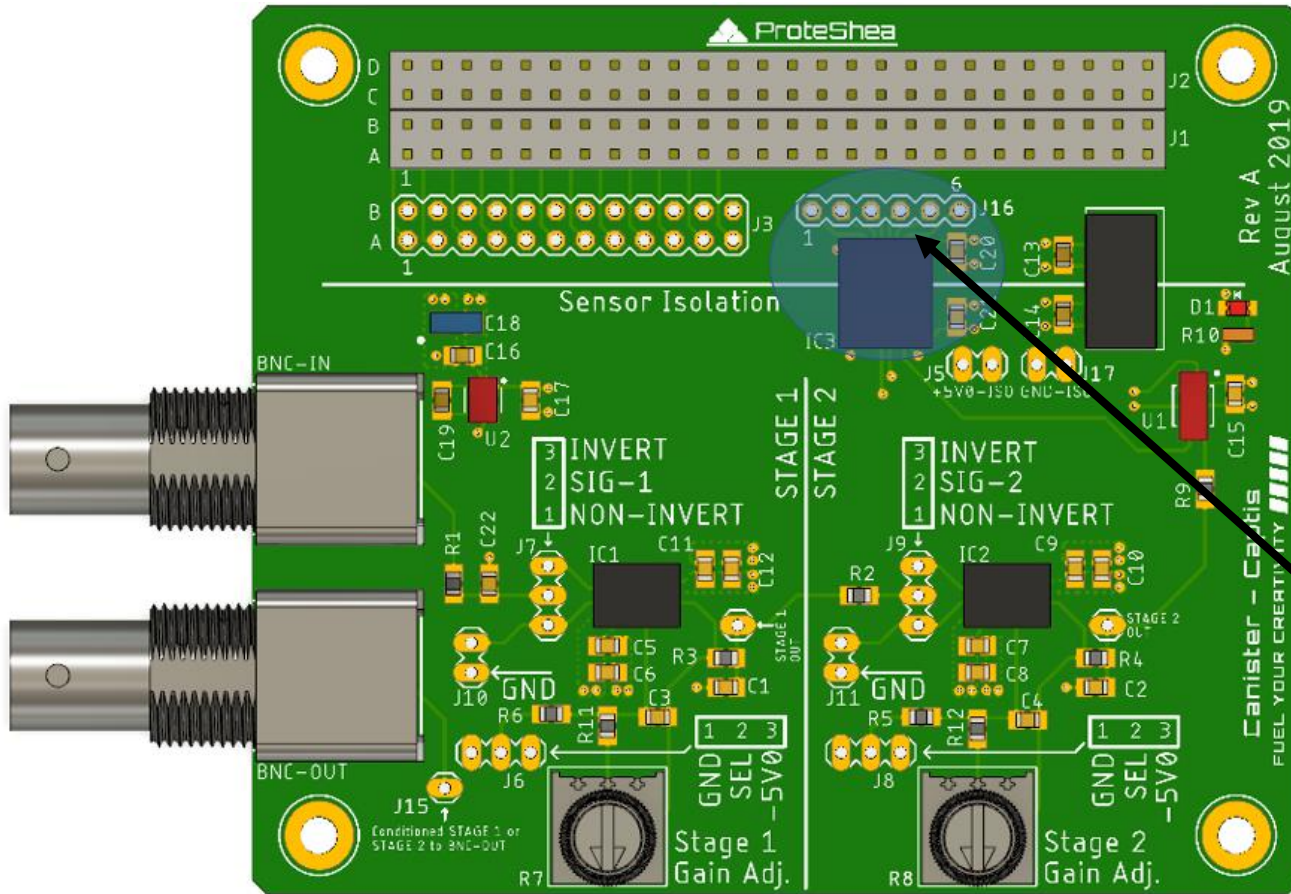 ProteShea
D
C
B
A
J2
J1
1
6
B
A
J3
1
J16
1
C20
C13
Rev A
August 2019
Sensor Isolation
C18
C16
IC3
C14
D1
R10
BNC-IN
J5
J17
+5V0-ISO GND-ISO
C19
U2
C17
U1
C15
STAGE 1
STAGE 2
3 INVERT
2 SIG-1
1 NON-INVERT
3 INVERT
2 SIG-2
1 NON-INVERT
R9
R1
C22
J7
IC1
C11
C12
J9
IC2
C9
C10
R2
STAGE 1
OUT
STAGE 2
OUT
C5
C6
R3
C1
C7
C8
R4
C2
J10
GND
J11
GND
R6
R11
C3
R5
R12
C4
1 2 3
GND
SEL
-5V0
1 2 3
GND
SEL
-5V0
J6
J8
BNC-OUT
J15
Conditioned STAGE 1 or
STAGE 2 to BNC-OUT
Stage 1
Gain Adj.
R7
Stage 2
Gain Adj.
R8
Canister - Captis
FUEL YOUR CREATIVITY